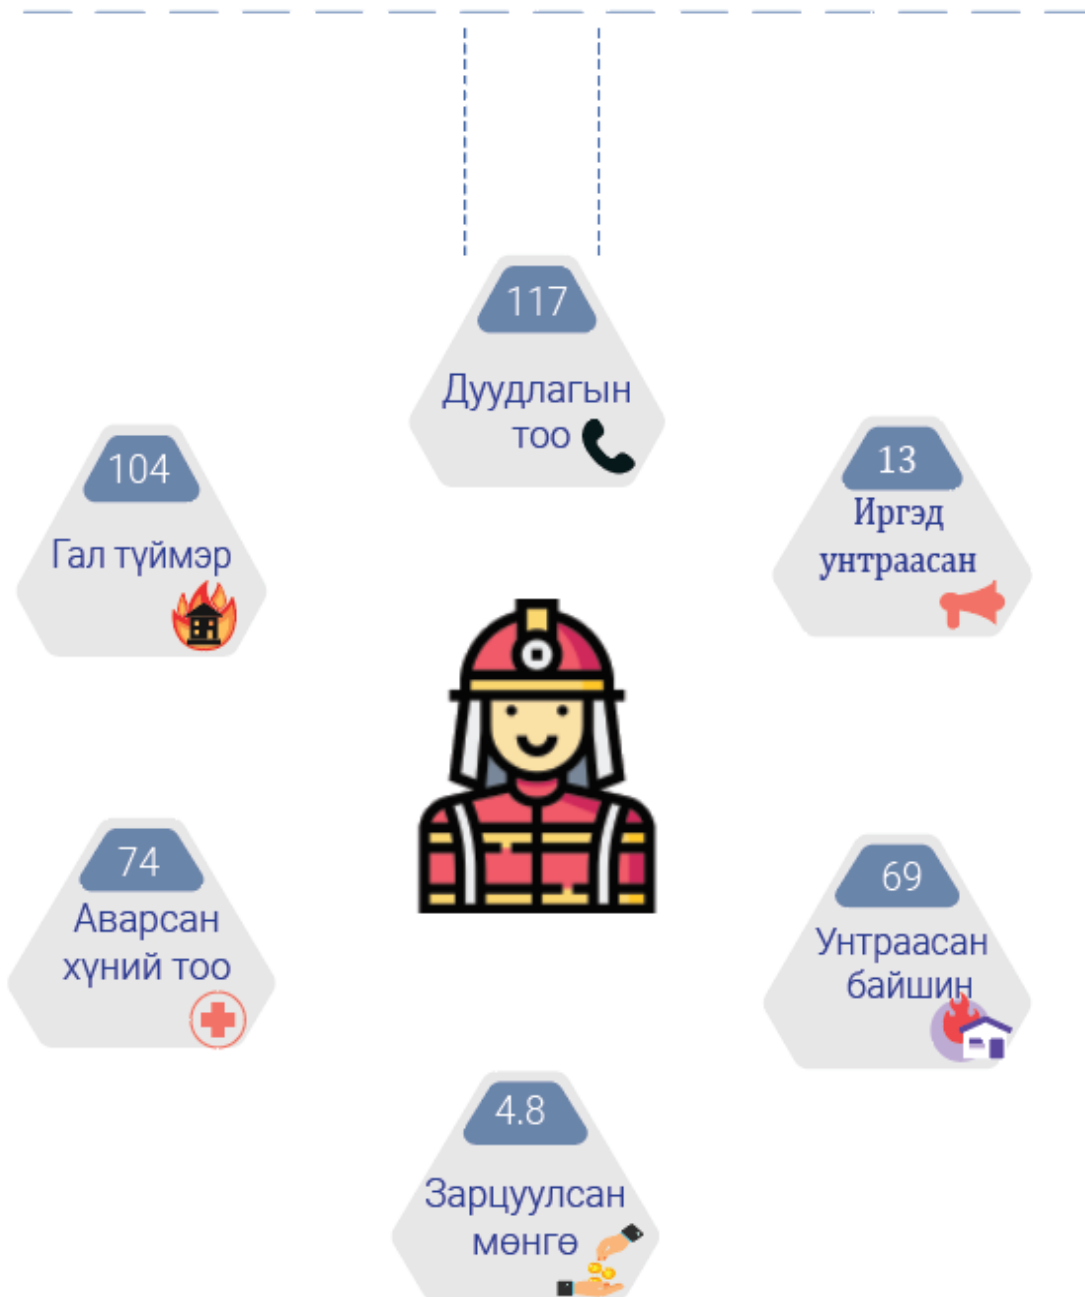 117
Дуудлагын
тоо
104
Гал түймэр
13
Иргэд
унтраасан
74
Аварсан
хүний тоо
69
Унтраасан
байшин
4.8
Зарцуулсан
мөнгө